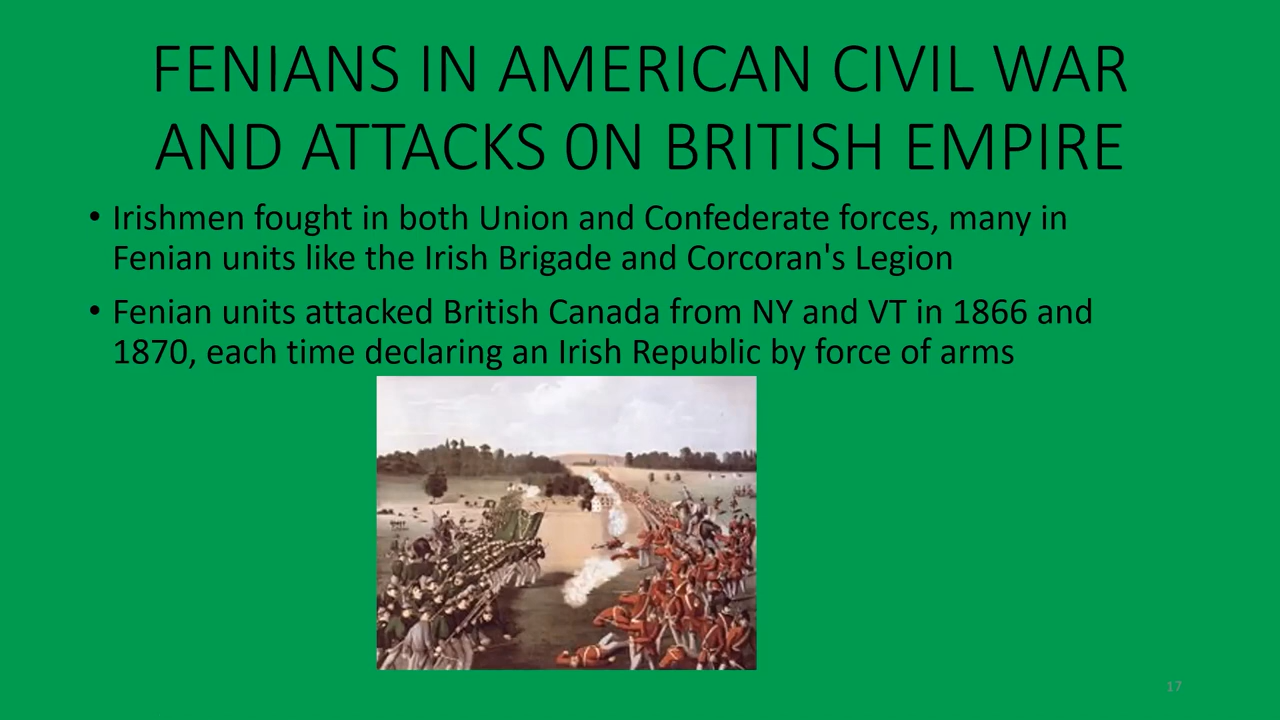 FENIANS IN AMERICAN CIVIL WAR
AND ATTACKS 0N BRITISH EMPIRE
• Irishmen fought in both Union and Confederate forces, many in
Fenian units like the Irish Brigade and Corcoran's Legion
• Fenian units attacked British Canada from NY and VT in 1866 and
1870, each time declaring an Irish Republic by force of arms
17